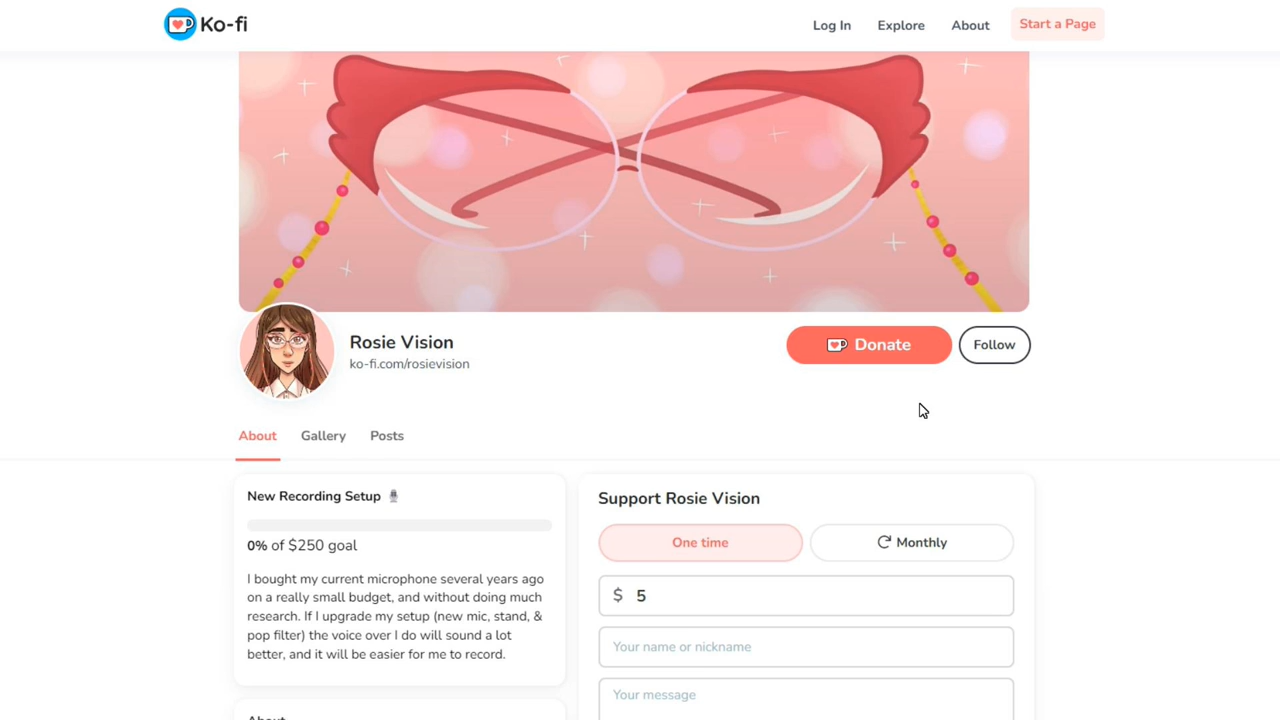 Ko-fi
Log In Explore About Start a Page
Rosie Vision
ko-fi.com/rosievision
Donate
Follow
About Gallery Posts
New Recording Setup
0% of $250 goal
I bought my current microphone several years ago
on a really small budget, and without doing much
research. If I upgrade my setup (new mic, stand, &
pop filter) the voice over I do will sound a lot
better, and it will be easier for me to record.
About
Support Rosie Vision
One time Monthly
$ 5
Your name or nickname
Your message